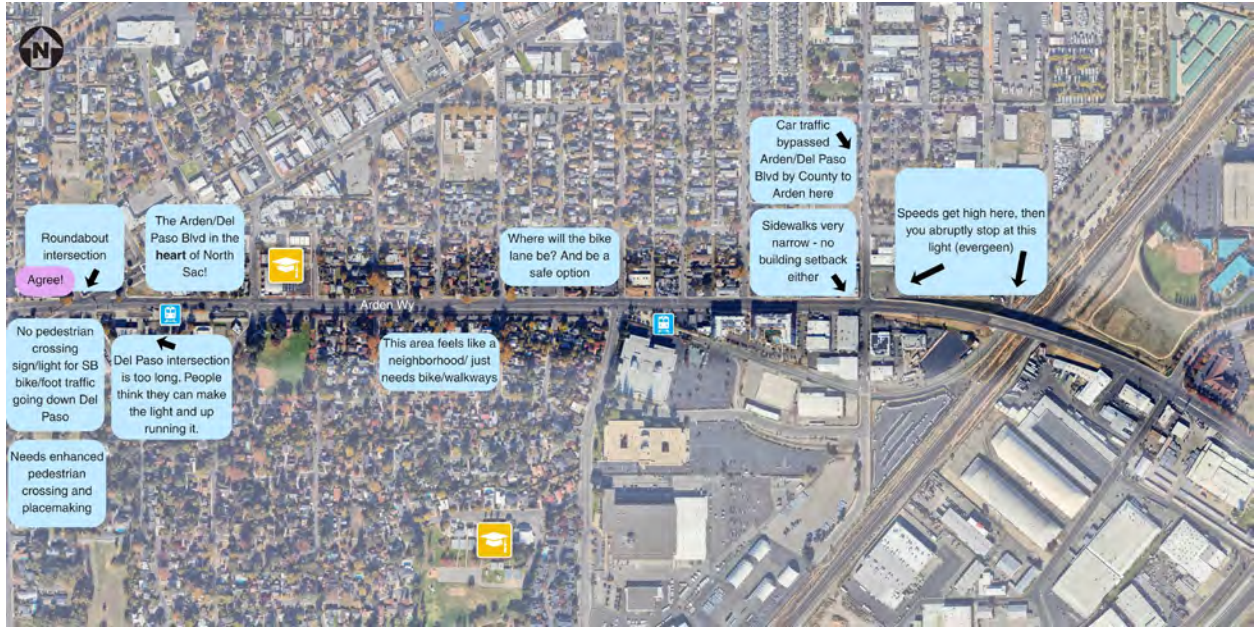 N
Car traffic
bypassed
Arden/Del Paso
Blvd by County to
Arden here
Roundabout
intersection
Agree!
The Arden/Del
Paso Blvd in the
heart of North
Sac!
Where will the bike
lane be? And be a
safe option
Sidewalks very
narrow - no
building setback
either
Speeds get high here, then
you abruptly stop at this
light (evergeen)
Arden Wy
No pedestrian
crossing
sign/light for SB
bike/foot traffic
going down Del
Paso
Del Paso intersection
is too long. People
think they can make
the light and up
running it.
This area feels like a
neighborhood/ just
needs bike/walkways
Needs enhanced
pedestrian
crossing and
placemaking